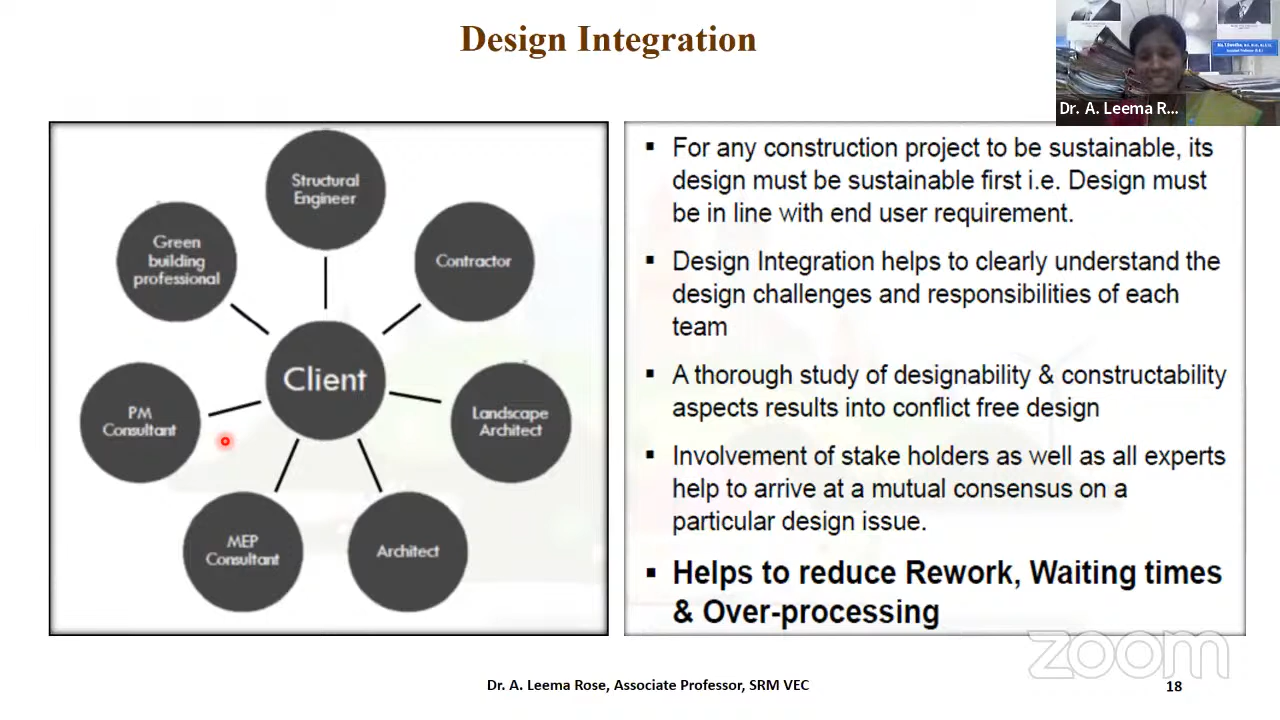 Design Integration
Dr. A. Leema R...
Structural
Engineer
Green
building
professional
Contractor
Client
PM
Consultant
Landscape
Architect
MEP
Consultant
Architect
▪ For any construction project to be sustainable, its
design must be sustainable first i.e. Design must
be in line with end user requirement.
▪ Design Integration helps to clearly understand the
design challenges and responsibilities of each
team
▪ A thorough study of designability & constructability
aspects results into conflict free design
▪ Involvement of stake holders as well as all experts
help to arrive at a mutual consensus on a
particular design issue.
▪ Helps to reduce Rework, Waiting times
& Over-processing
zoom
Dr. A. Leema Rose, Associate Professor, SRM VEC
18